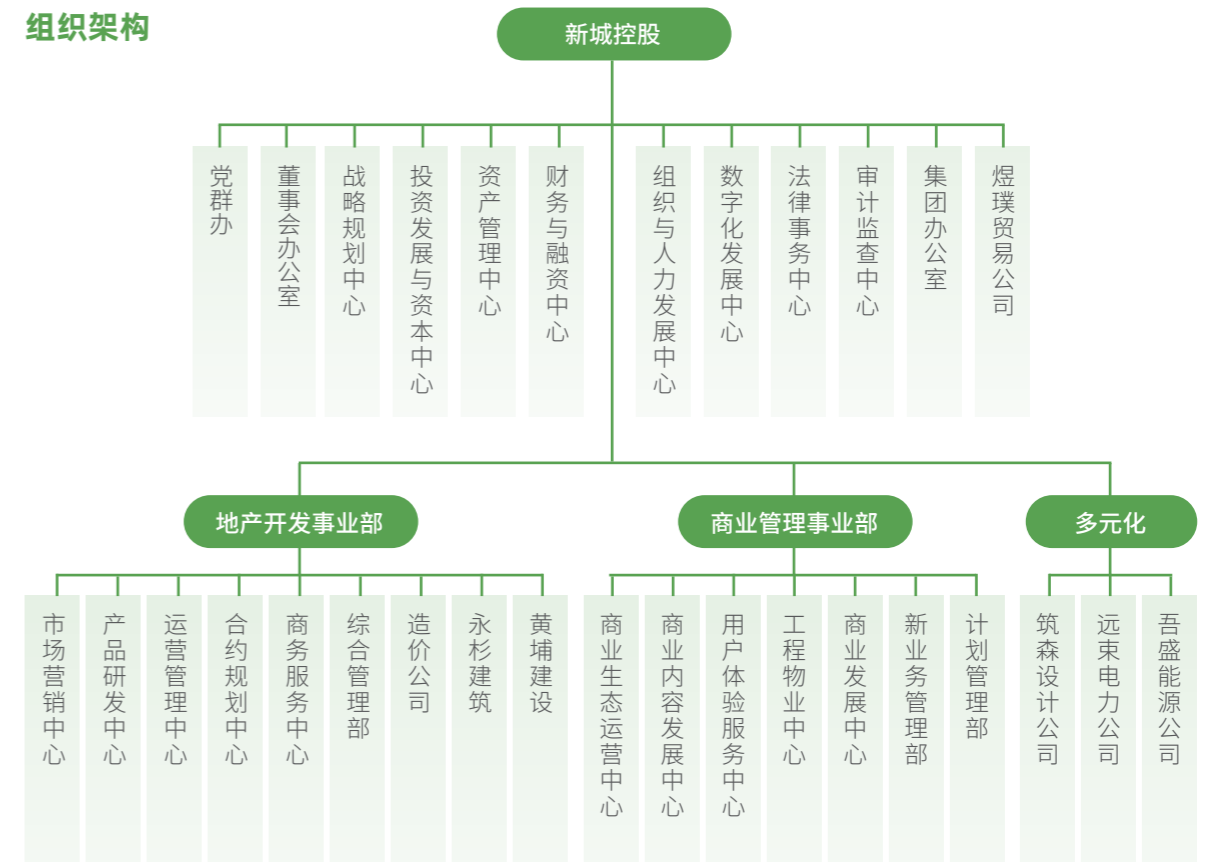 组织架构
新城控股
党群办
董事会办公室
战略规划中心
投资发展与资本中心
资产管理中心
财务与融资中心
组织与人力发展中心
数字化发展中心
法律事务中心
审计监查中心
集团办公室
煜璞贸易公司
地产开发事业部
商业管理事业部
多元化
市场营销中心
产品研发中心
运营管理中心
合约规划中心
商务服务中心
综合管理部
造价公司
永杉建筑
黄埔建设
商业生态运营中心
商业内容发展中心
用户体验服务中心
工程物业中心
商业发展中心
新业务管理部
计划管理部
筑森设计公司
远束电力公司
吾盛能源公司